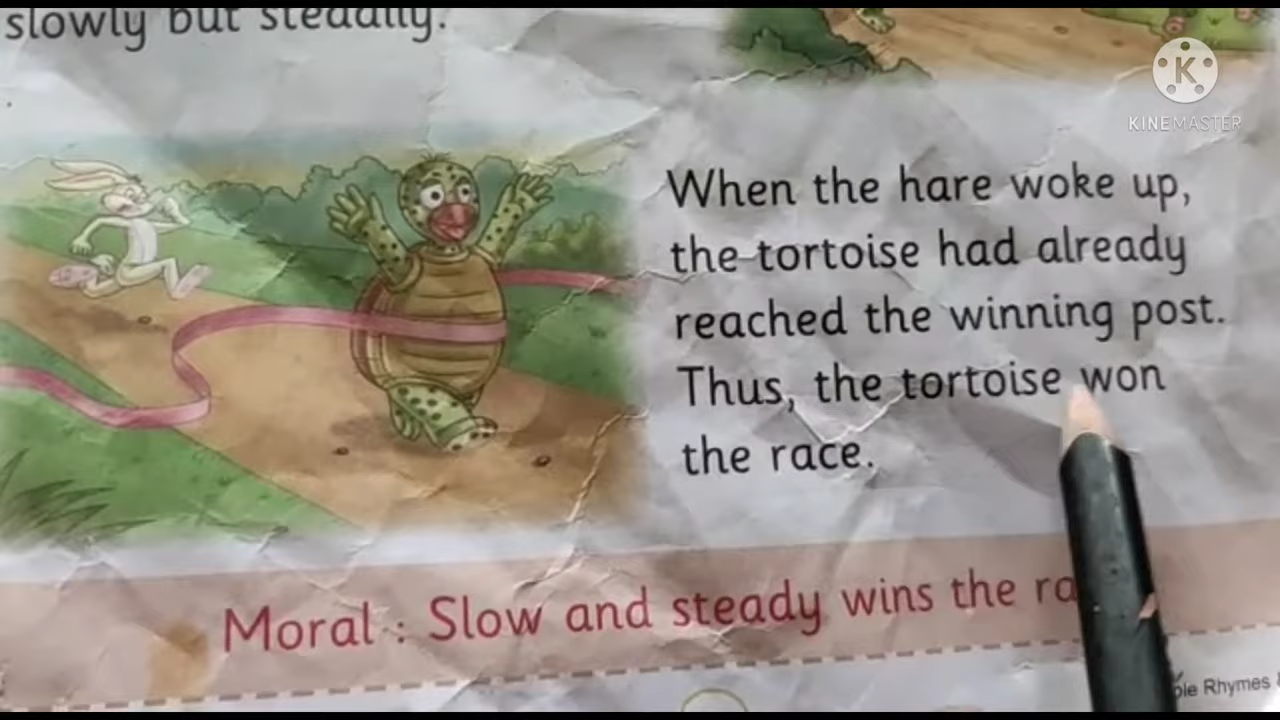 slowly but steadily.
KINEMASTER
When the hare woke up,
the tortoise had already
reached the winning post.
Thus, the tortoise won
the race.
Moral : Slow and steady wins the
Rhymes